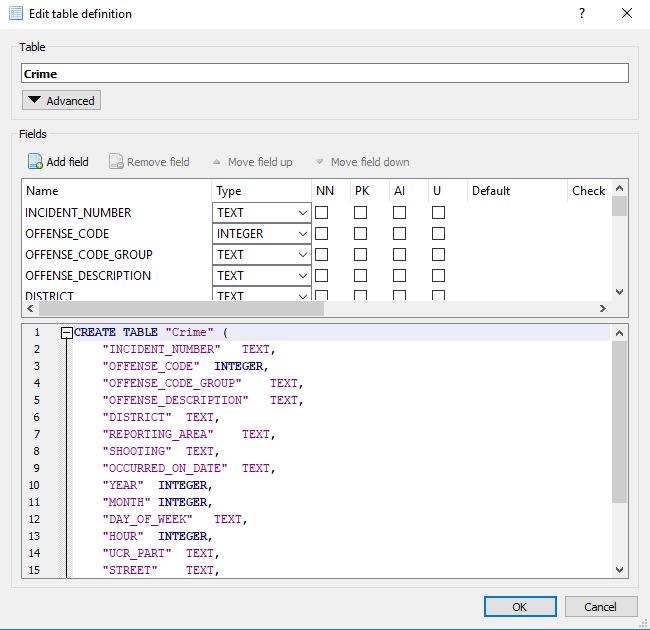 Edit table definition ? ×
Table
Crime
Advanced
Fields
Add field Remove field Move field up Move field down
Name Type NN PK AI U Default Check
INCIDENT_NUMBER TEXT
OFFENSE_CODE INTEGER
OFFENSE_CODE_GROUP TEXT
OFFENSE_DESCRIPTION TEXT
DISTRICT TEXT
1 CREATE TABLE "Crime" (
2 "INCIDENT_NUMBER" TEXT,
3 "OFFENSE_CODE" INTEGER,
4 "OFFENSE_CODE_GROUP" TEXT,
5 "OFFENSE_DESCRIPTION" TEXT,
6 "DISTRICT" TEXT,
7 "REPORTING_AREA" TEXT,
8 "SHOOTING" TEXT,
9 "OCCURRED_ON_DATE" TEXT,
10 "YEAR" INTEGER,
11 "MONTH" INTEGER,
12 "DAY_OF_WEEK" TEXT,
13 "HOUR" INTEGER,
14 "UCR_PART" TEXT,
15 "STREET" TEXT,
OK Cancel